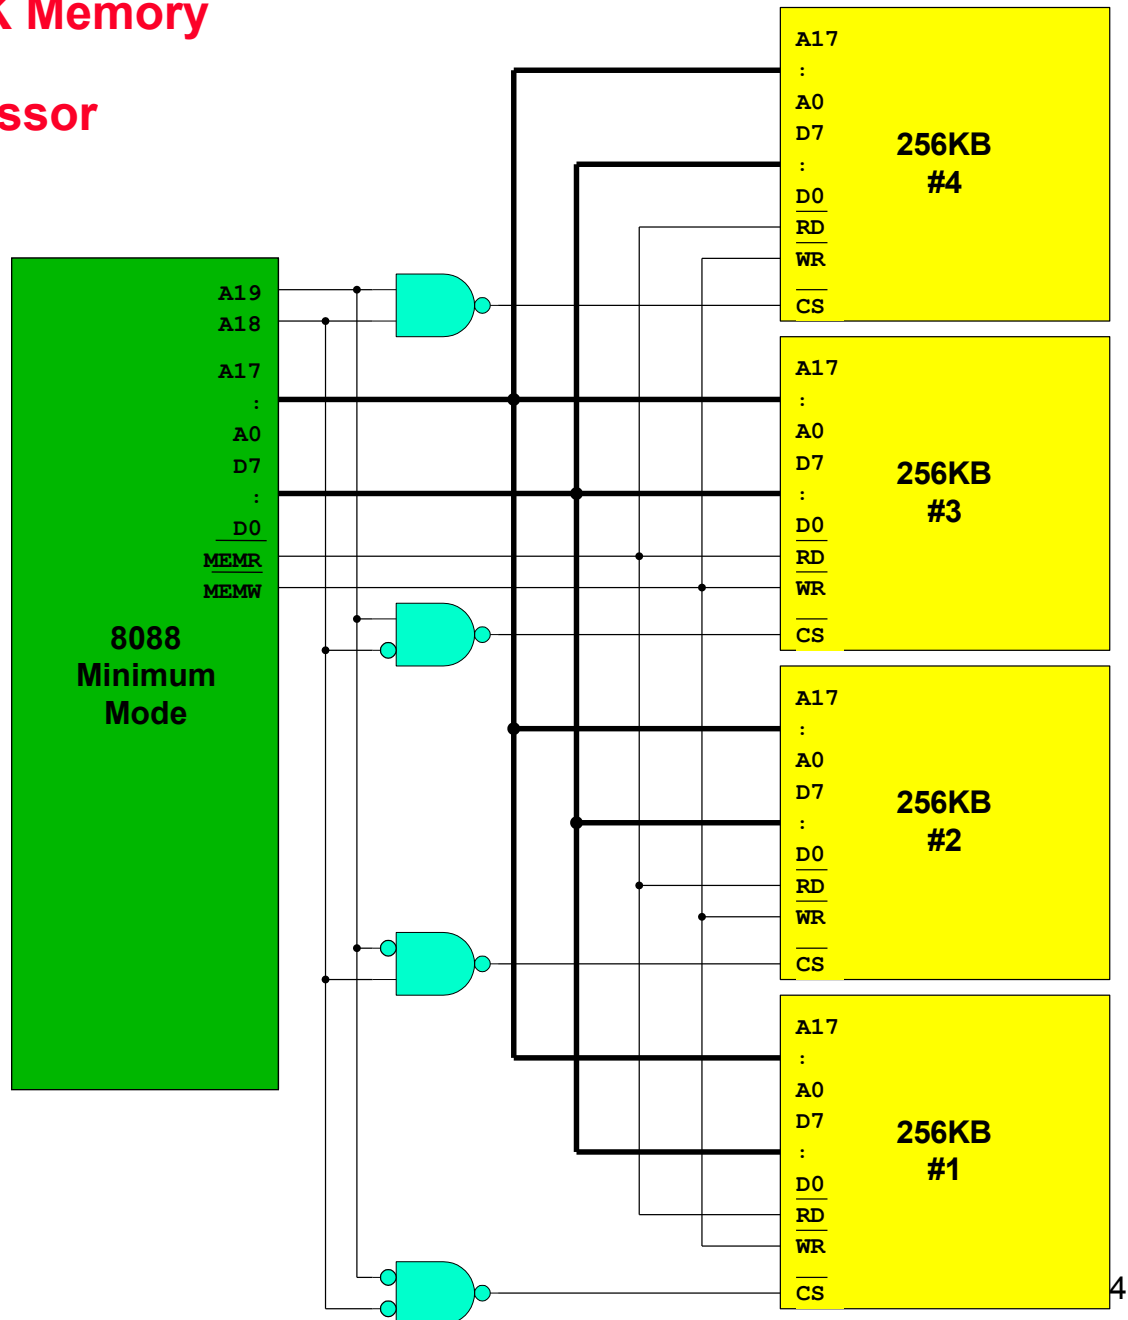 K Memory
ssor
A19
A18
A17
:
A0
D7
:
D0
MEMR
MEMW
8088
Minimum
Mode
A17
:
A0
D7
:
D0
RD
WR
CS
256KB
#4
A17
:
A0
D7
:
D0
RD
WR
CS
256KB
#3
A17
:
A0
D7
:
D0
RD
WR
CS
256KB
#2
A17
:
A0
D7
:
D0
RD
WR
CS
256KB
#1
4